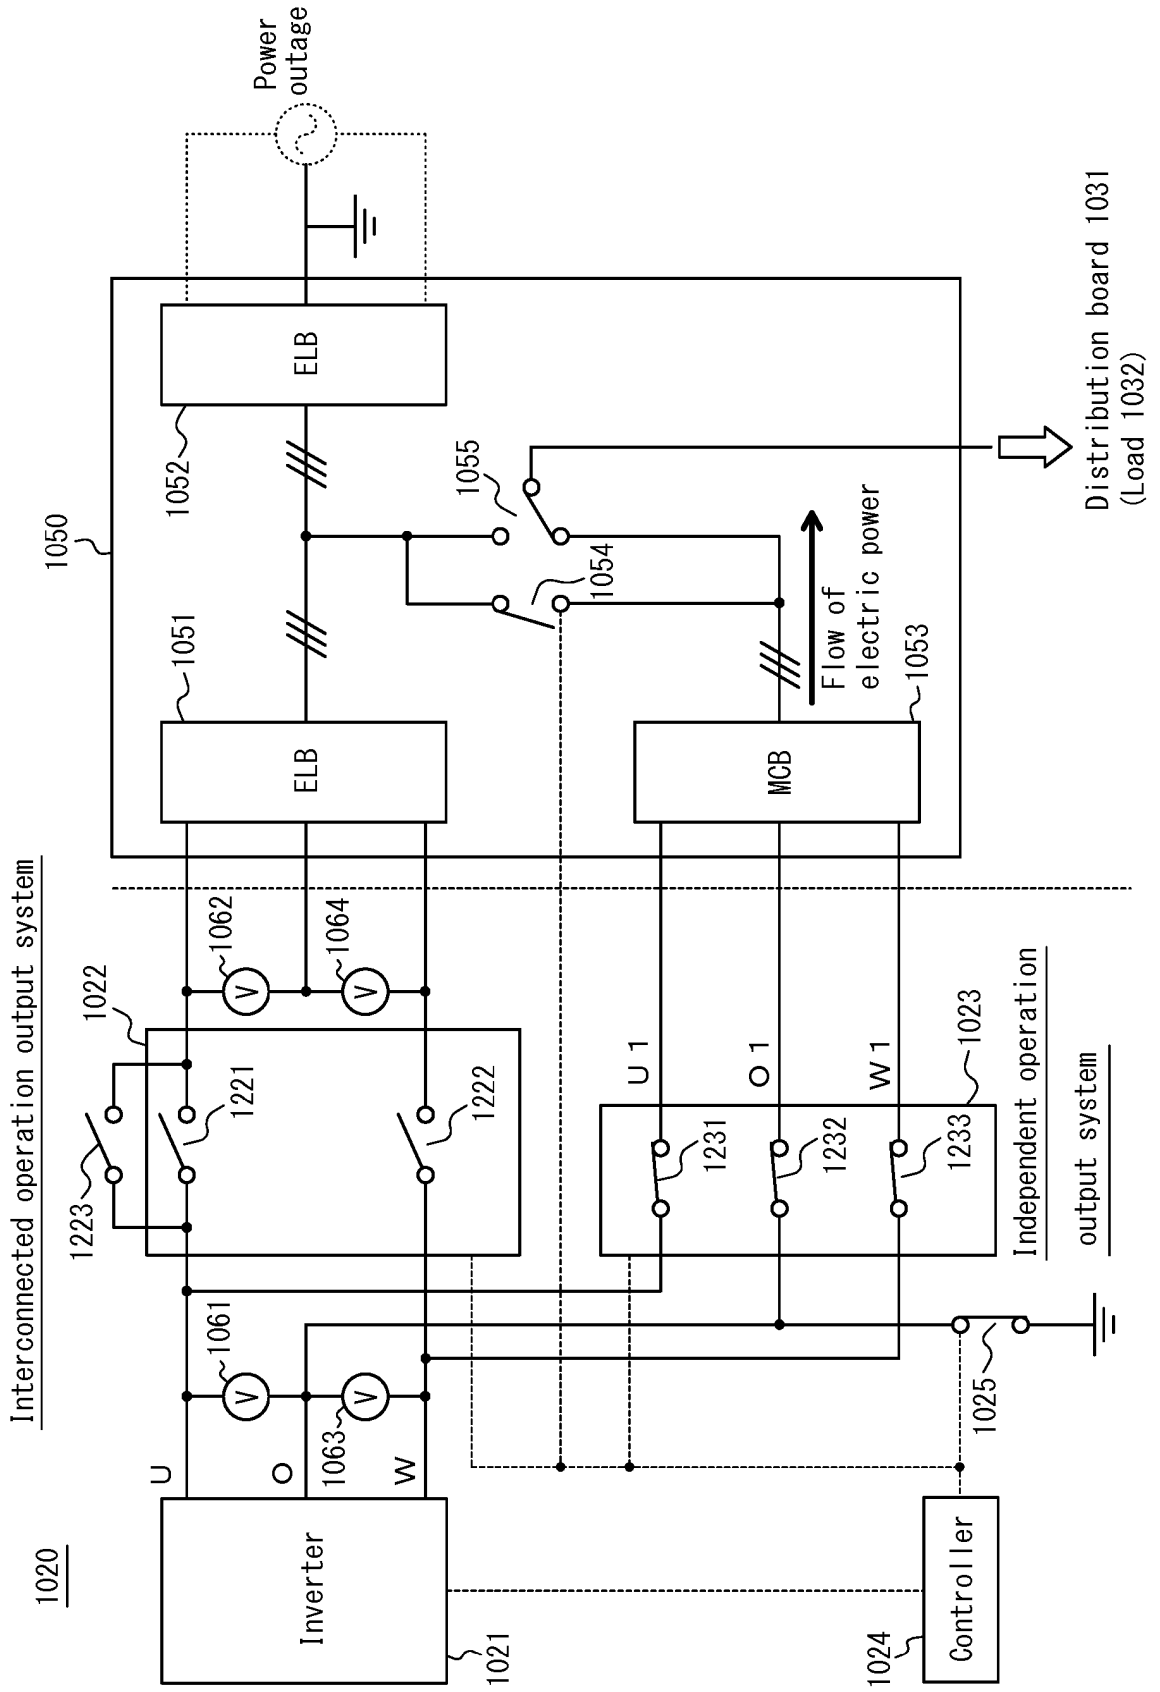 1020
Interconnected operation output system
Inverter
1021
Controller
1024
U
O
W
1061
1063
1025
1223
1221
1222
1022
1062
1064
1231
1232
1233
1023
U 1
O 1
W 1
Independent operation
output system
1050
ELB
1051
ELB
1052
MCB
1053
1054
1055
Flow of
electric power
Power
outage
Distribution board 1031
(Load 1032)
V
V
V
V